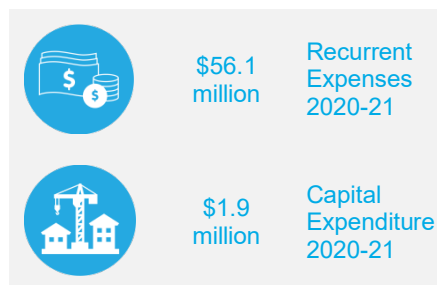 $
$
$56.1
million
Recurrent
Expenses
2020-21
$1.9
million
Capital
Expenditure
2020-21